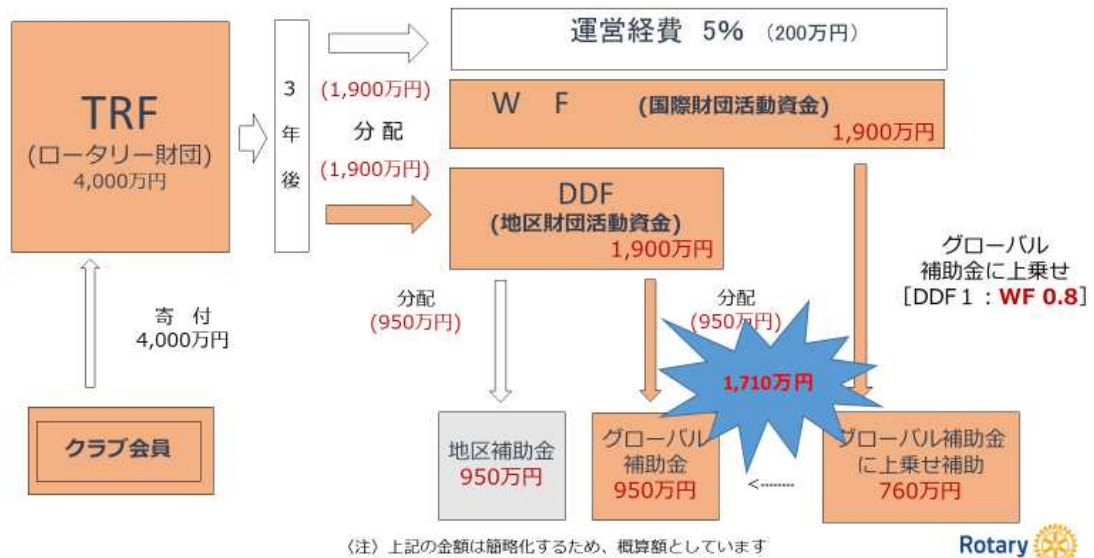 運営経費 5% （200万円）
TRF
(ロータリー財団)
4,000万円
3
年
後
(1,900万円)
分 配
(1,900万円)
W F (国際財団活動資金)
1,900万円
DDF
(地区財団活動資金)
1,900万円
グローバル
補助金に上乗せ
［DDF１：WF 0.8］
寄 付
4,000万円
分配
(950万円)
分配
(950万円)
1,710万円
クラブ会員
地区補助金
950万円
グローバル
補助金
950万円
<--------
グローバル補助金
に上乗せ補助
760万円
〈注〉上記の金額は簡略化するため、概算額としています
Rotary